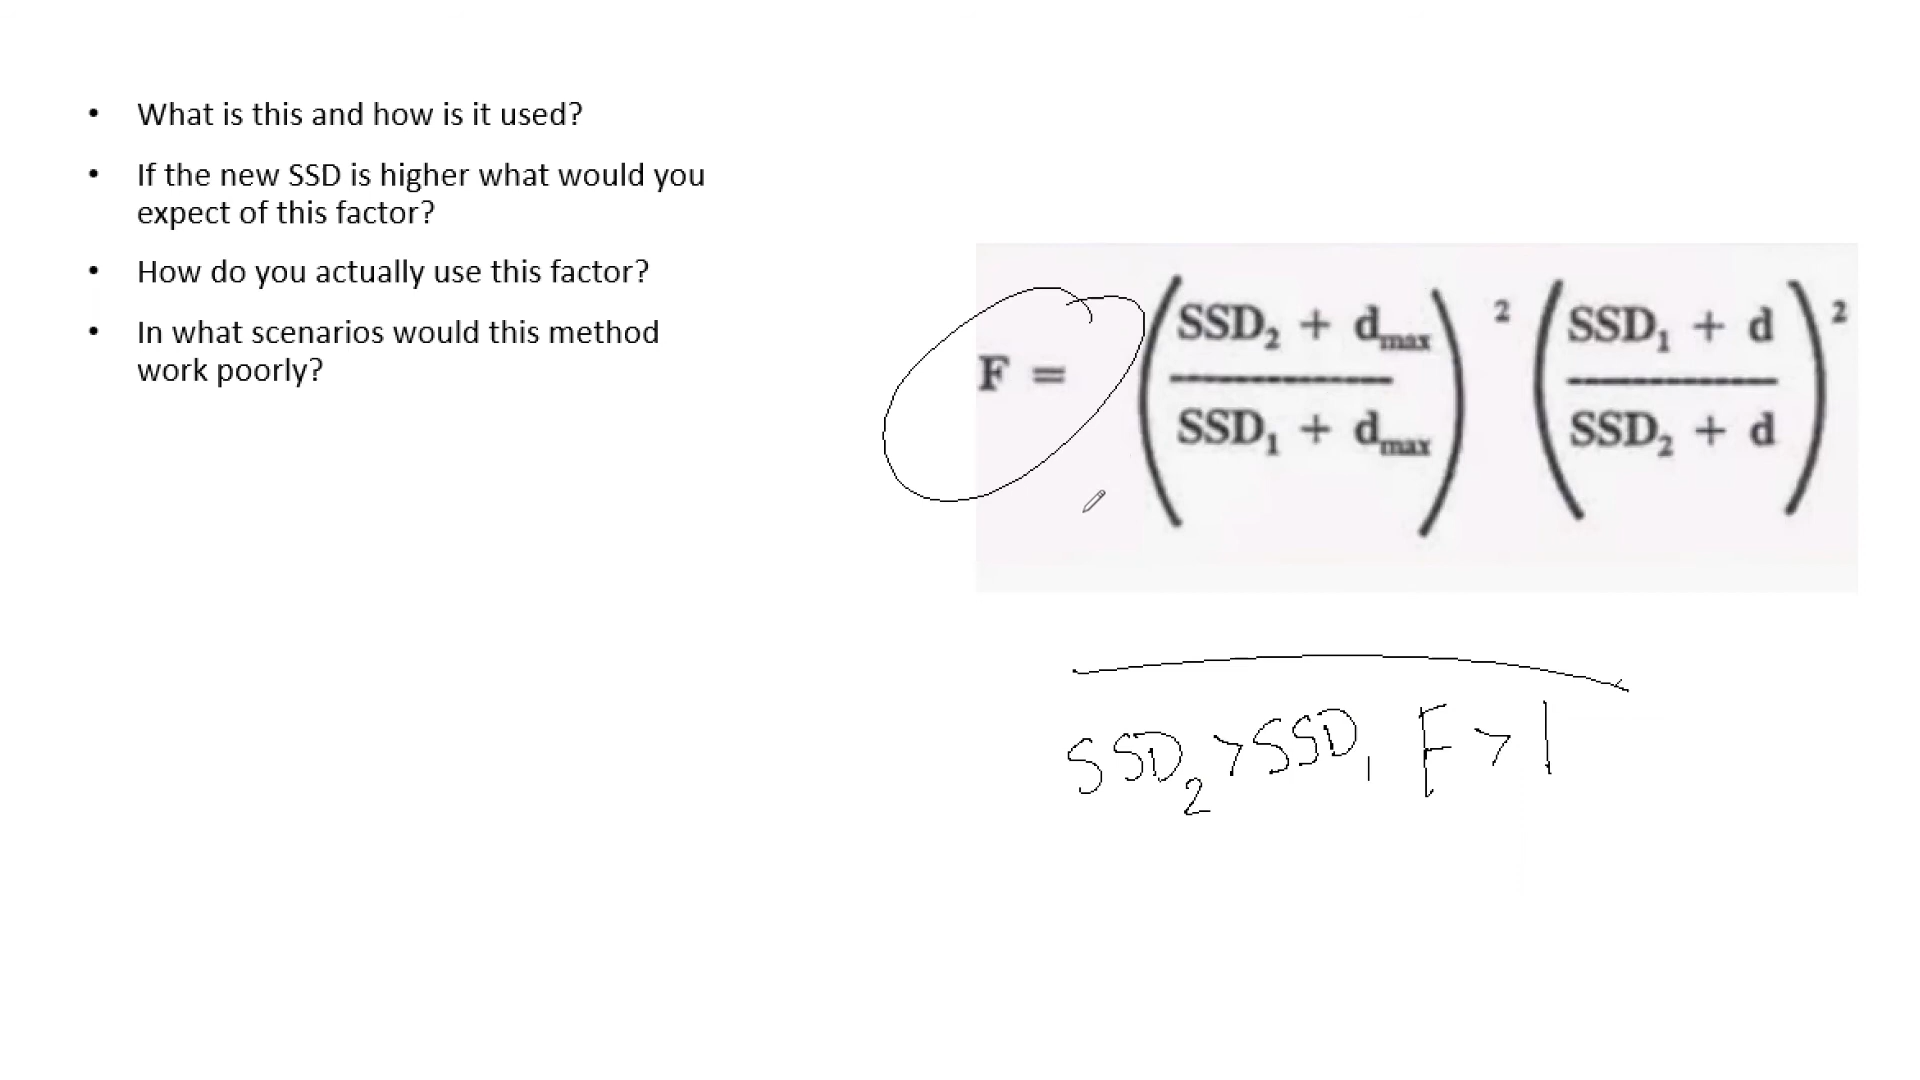 • What is this and how is it used?
• If the new SSD is higher what would you
expect of this factor?
• How do you actually use this factor?
• In what scenarios would this method
work poorly?
F = ( SSD₂ + dₘₐₓ / SSD₁ + dₘₐₓ )² ( SSD₁ + d / SSD₂ + d )²
SSD₂ > SSD₁ F > 1